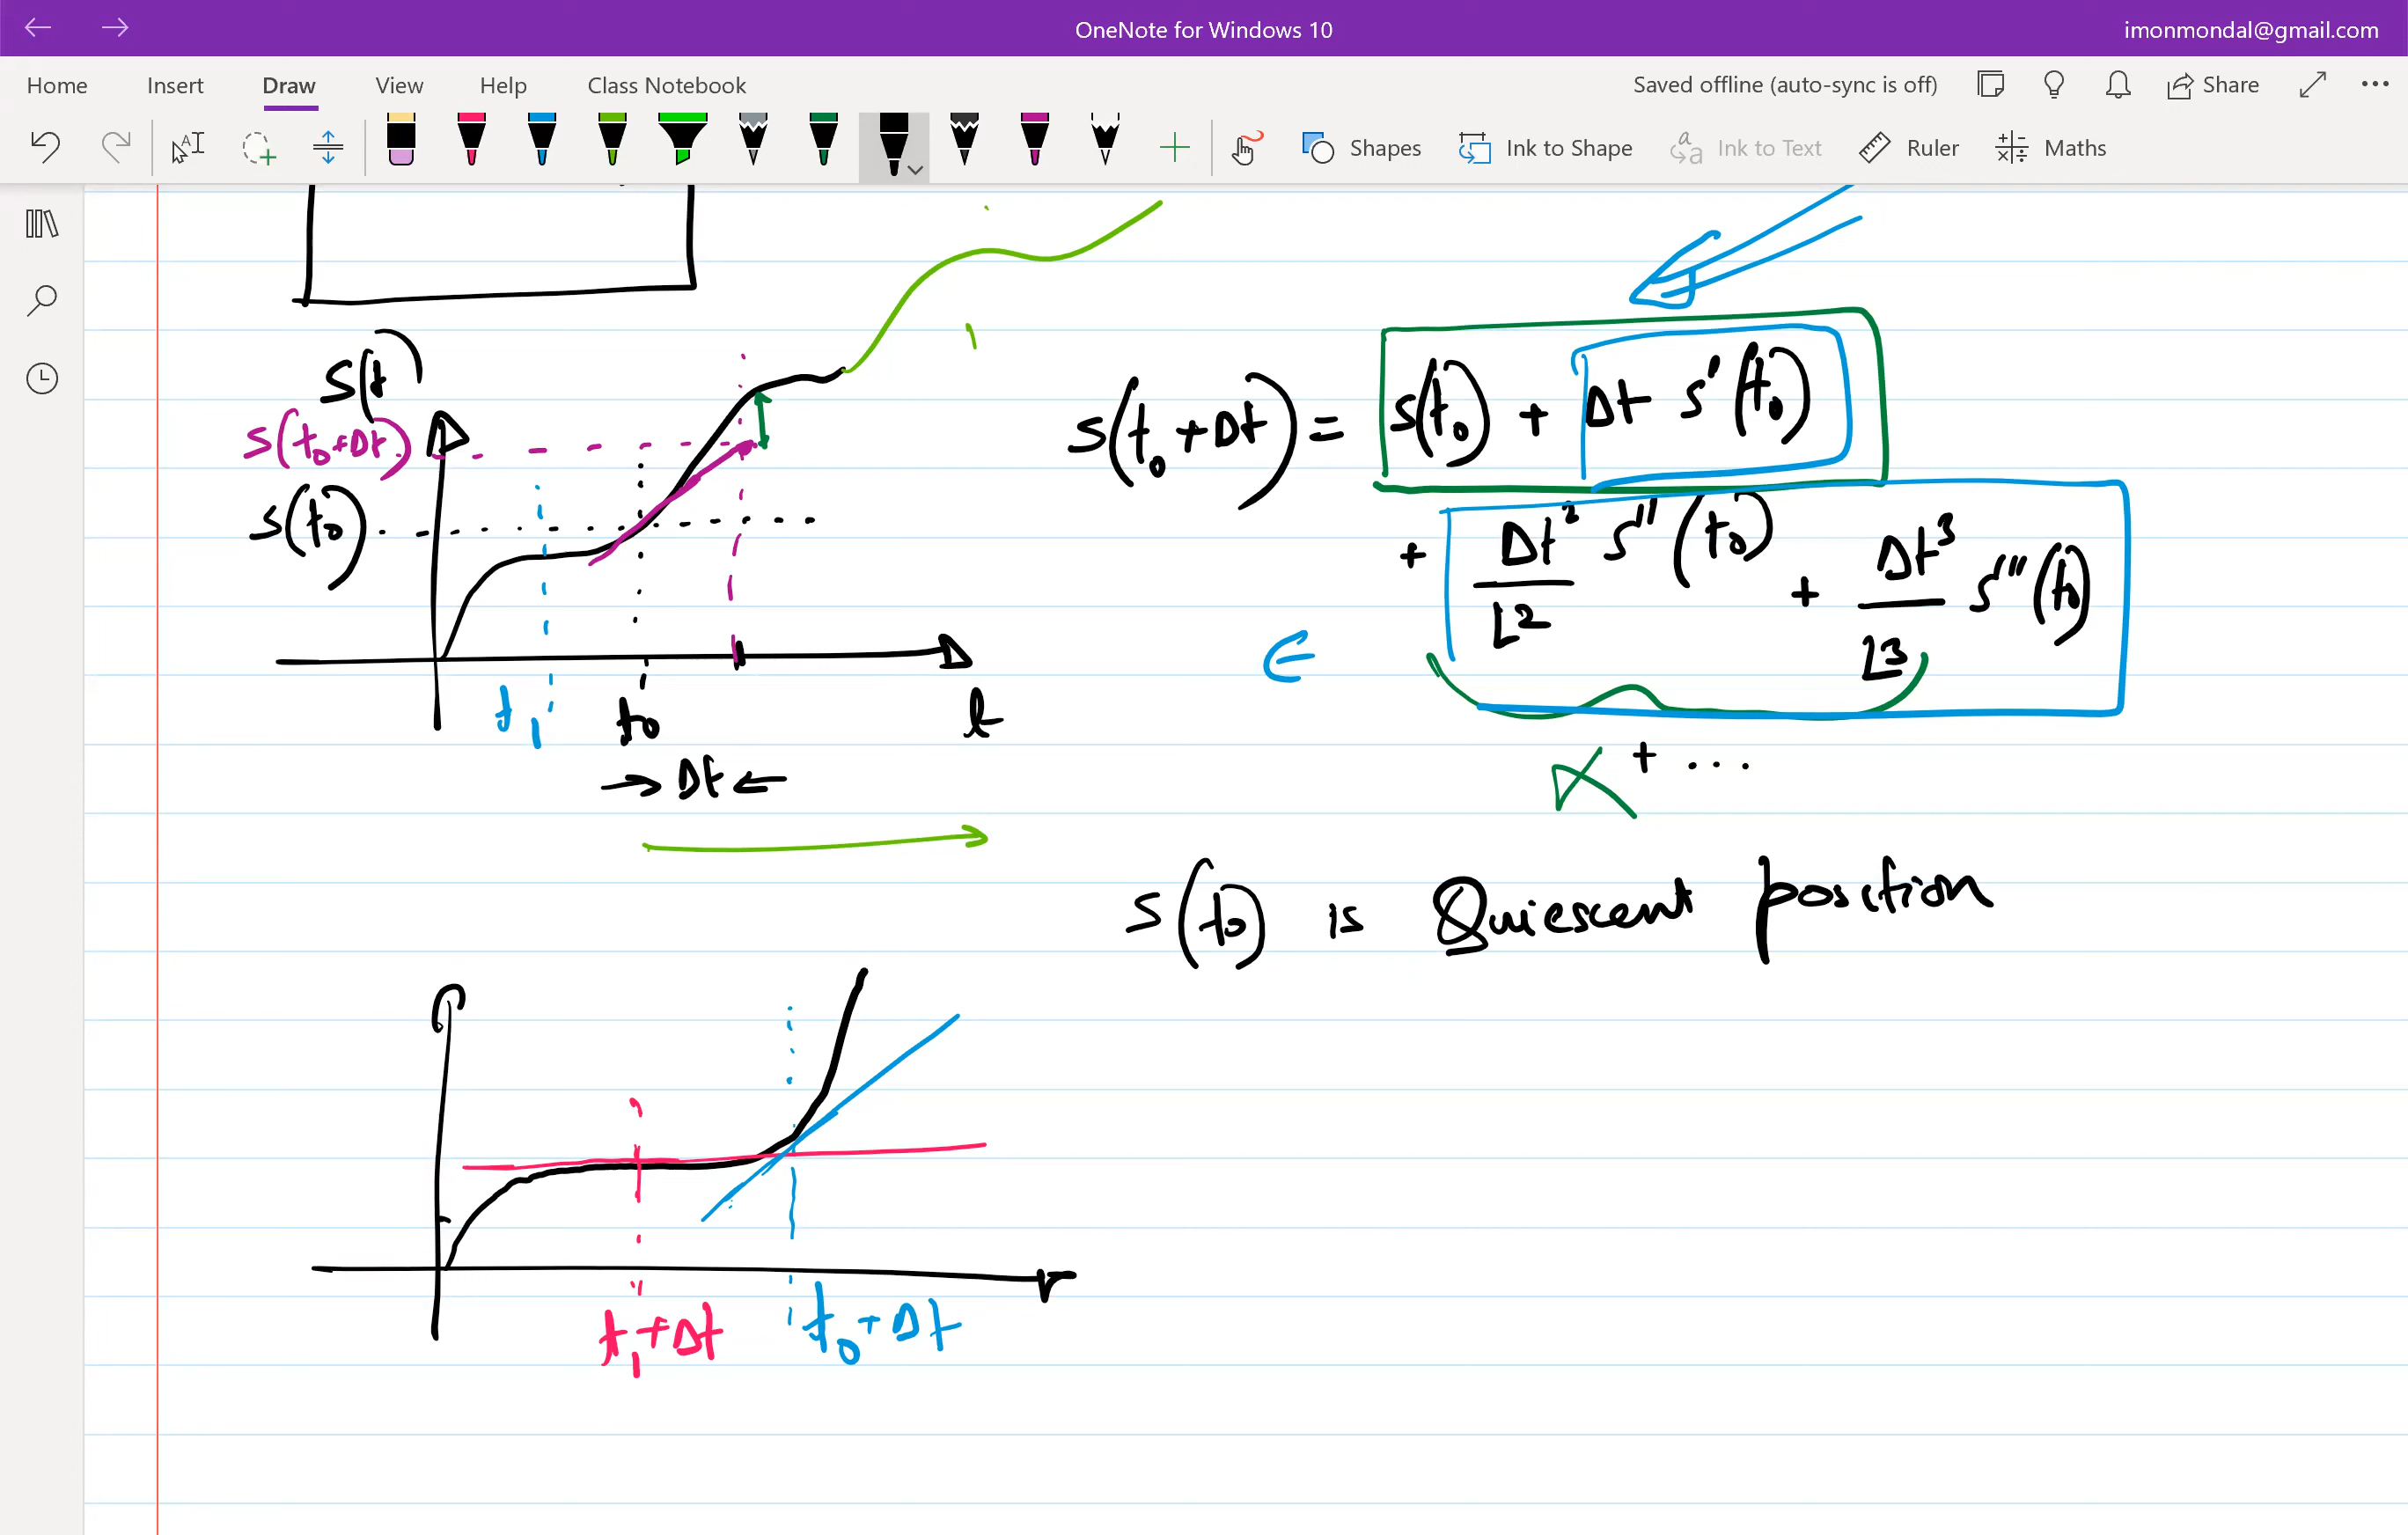 OneNote for Windows 10
imonmondal@gmail.com
Home Insert Draw View Help Class Notebook
Saved offline (auto-sync is off) Share
Shapes Ink to Shape Ink to Text Ruler Maths
S(t)
s(t₀+Δt)
s(t₀)
t₁ t₀ t
→ Δt ←
s(t₀+Δt) = s(t₀) + Δt s'(t₀)
+ Δt²/∟2 s''(t₀) + Δt³/∟3 s'''(t₀)
∈
+ ...
s(t₀) is Quiescent position
t₁+Δt t₀+Δt